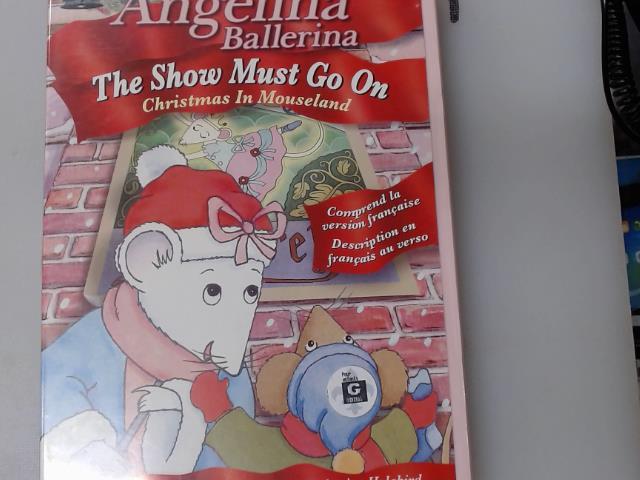 Angelina
Ballerina
The Show Must Go On
Christmas In Mouseland
Comprend la
version française
Description en
français au verso
G
Holabird